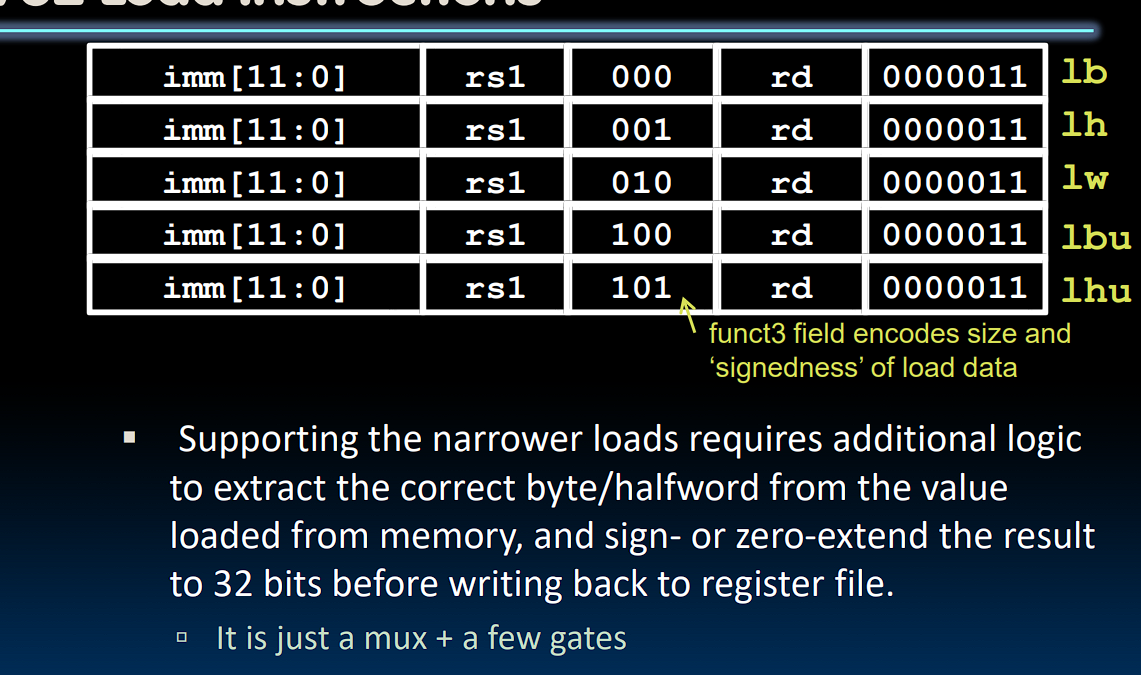 Load Instructions
imm[11:0] rs1 000 rd 0000011 lb
imm[11:0] rs1 001 rd 0000011 lh
imm[11:0] rs1 010 rd 0000011 lw
imm[11:0] rs1 100 rd 0000011 lbu
imm[11:0] rs1 101 rd 0000011 lhu
funct3 field encodes size and
‘signedness’ of load data
▪ Supporting the narrower loads requires additional logic
to extract the correct byte/halfword from the value
loaded from memory, and sign- or zero-extend the result
to 32 bits before writing back to register file.
▫ It is just a mux + a few gates